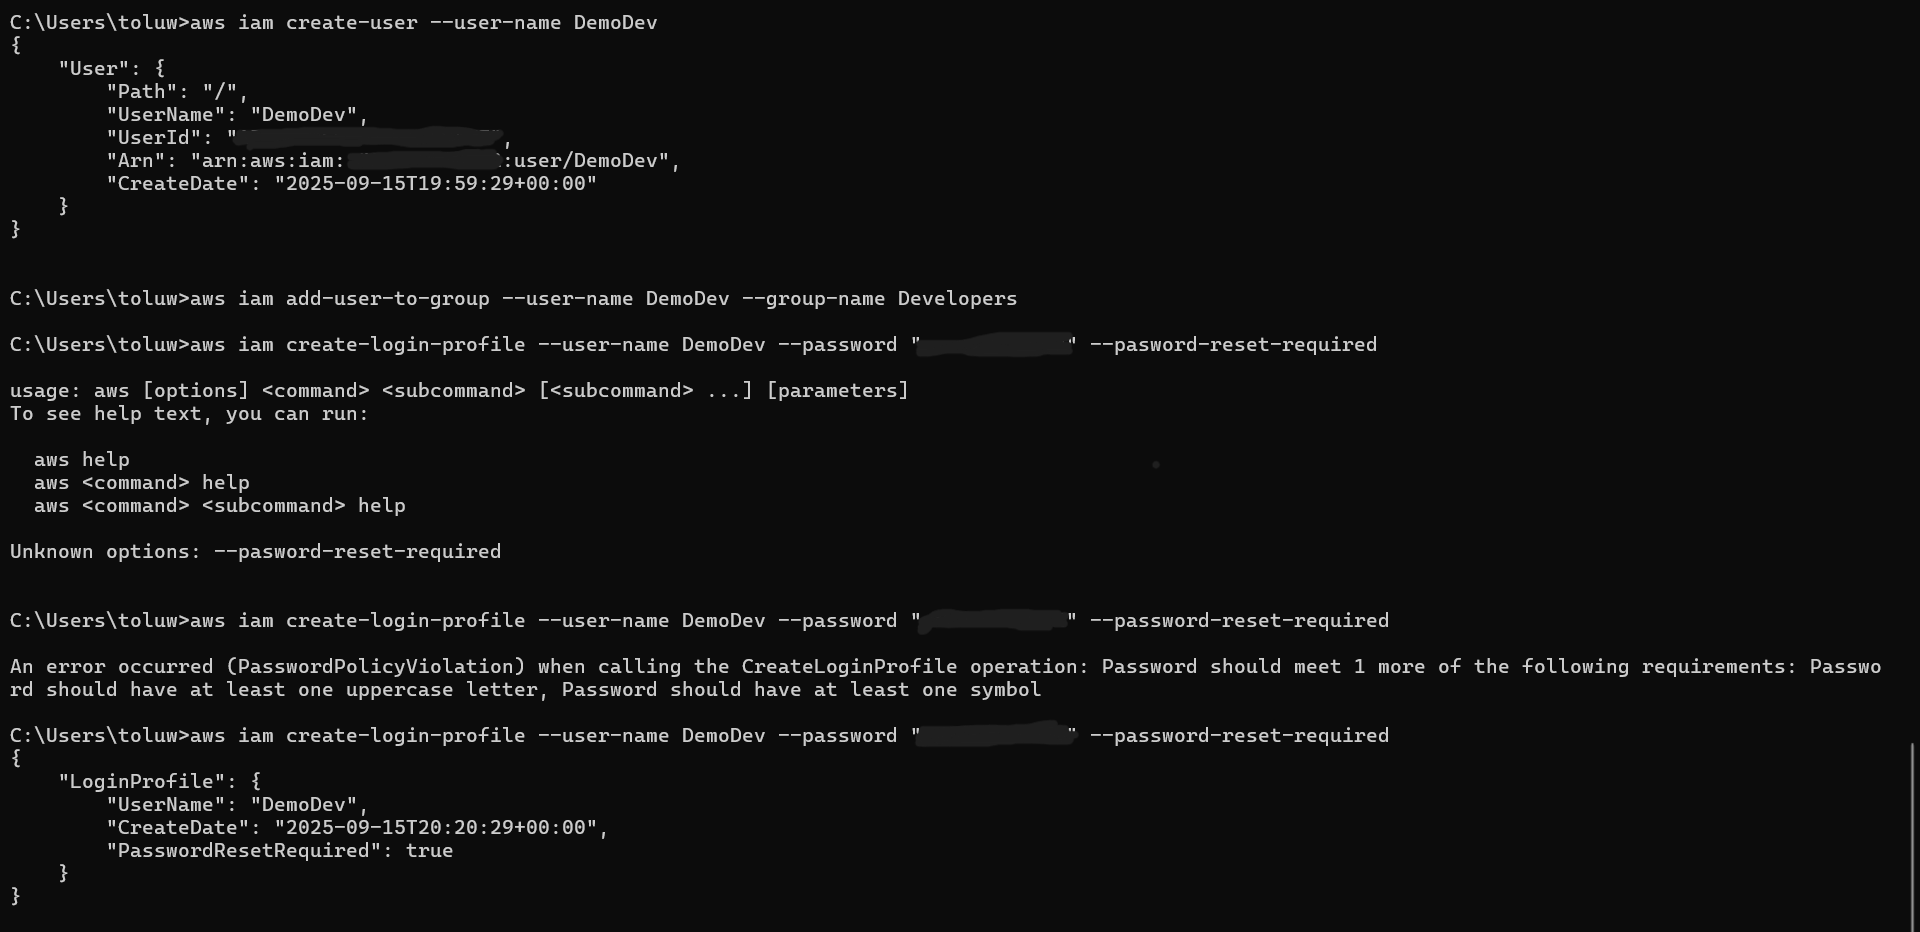 C:\Users\toluw>aws iam create-user --user-name DemoDev
{
    "User": {
        "Path": "/",
        "UserName": "DemoDev",
        "UserId": "",
        "Arn": "arn:aws:iam::user/DemoDev",
        "CreateDate": "2025-09-15T19:59:29+00:00"
    }
}
C:\Users\toluw>aws iam add-user-to-group --user-name DemoDev --group-name Developers
C:\Users\toluw>aws iam create-login-profile --user-name DemoDev --password "" --pasword-reset-required
usage: aws [options] <command> <subcommand> [<subcommand> ...] [parameters]
To see help text, you can run:
  aws help
  aws <command> help
  aws <command> <subcommand> help
Unknown options: --pasword-reset-required
C:\Users\toluw>aws iam create-login-profile --user-name DemoDev --password "" --password-reset-required
An error occurred (PasswordPolicyViolation) when calling the CreateLoginProfile operation: Password should meet 1 more of the following requirements: Passwo
rd should have at least one uppercase letter, Password should have at least one symbol
C:\Users\toluw>aws iam create-login-profile --user-name DemoDev --password "" --password-reset-required
{
    "LoginProfile": {
        "UserName": "DemoDev",
        "CreateDate": "2025-09-15T20:20:29+00:00",
        "PasswordResetRequired": true
    }
}